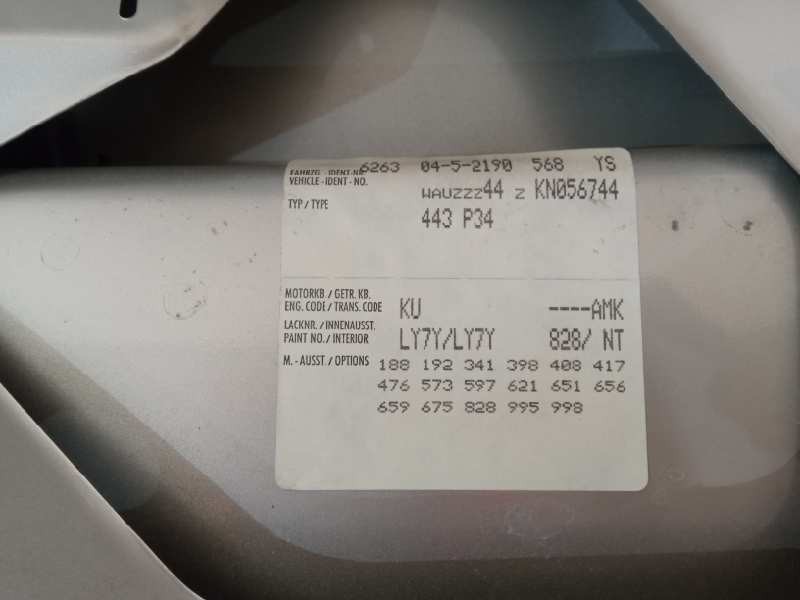 6263 04-5-2190 568 YS
FAHRZG.-IDENT-NR.
VEHICLE-IDENT-NO. WAUZZZ44 Z KN056744
TYP/TYPE 443 P34
MOTORKB./GETR. KB.
ENG. CODE/TRANS. CODE KU ----AMK
LACKNR./INNENAUSST.
PAINT NO./INTERIOR LY7Y/LY7Y 828/ NT
M.-AUSST./OPTIONS 188 192 341 398 408 417
476 573 597 621 651 656
659 675 828 995 998